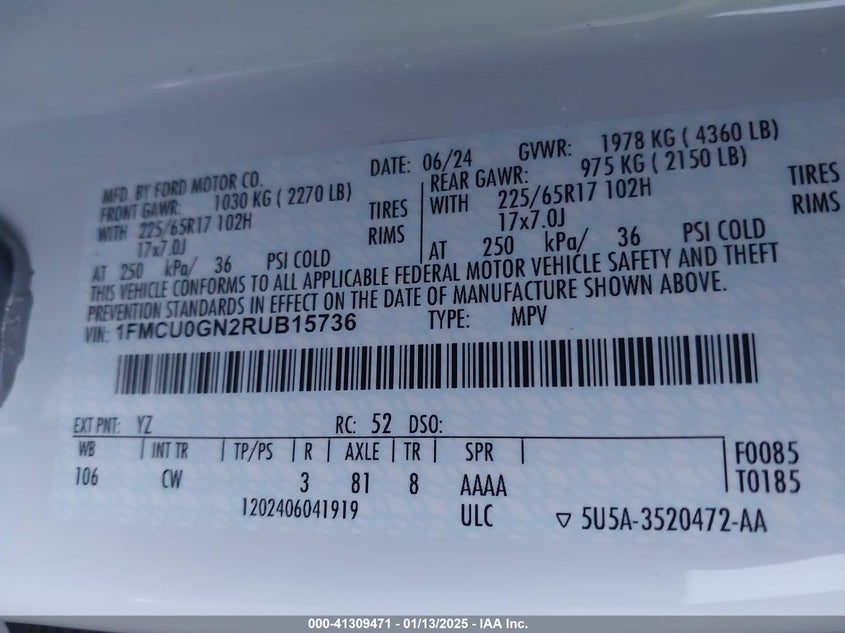 MFD. BY FORD MOTOR CO. DATE: 06/24 GVWR: 1978 KG ( 4360 LB)
FRONT GAWR: 1030 KG ( 2270 LB) REAR GAWR: 975 KG ( 2150 LB)
WITH 225/65R17 102H TIRES WITH 225/65R17 102H TIRES
17x7.0J RIMS 17x7.0J RIMS
AT 250 kPa/ 36 PSI COLD AT 250 kPa/ 36 PSI COLD
THIS VEHICLE CONFORMS TO ALL APPLICABLE FEDERAL MOTOR VEHICLE SAFETY AND THEFT
PREVENTION STANDARDS IN EFFECT ON THE DATE OF MANUFACTURE SHOWN ABOVE.
VIN: 1FMCU0GN2RUB15736 TYPE: MPV
EXT PNT: YZ RC: 52 DSO:
WB INT TR TP/PS R AXLE TR SPR F0085
106 CW 3 81 8 AAAA T0185
1202406041919 ULC ▽ 5U5A-3520472-AA
000-41309471 — 01/13/2025 — IAA Inc.